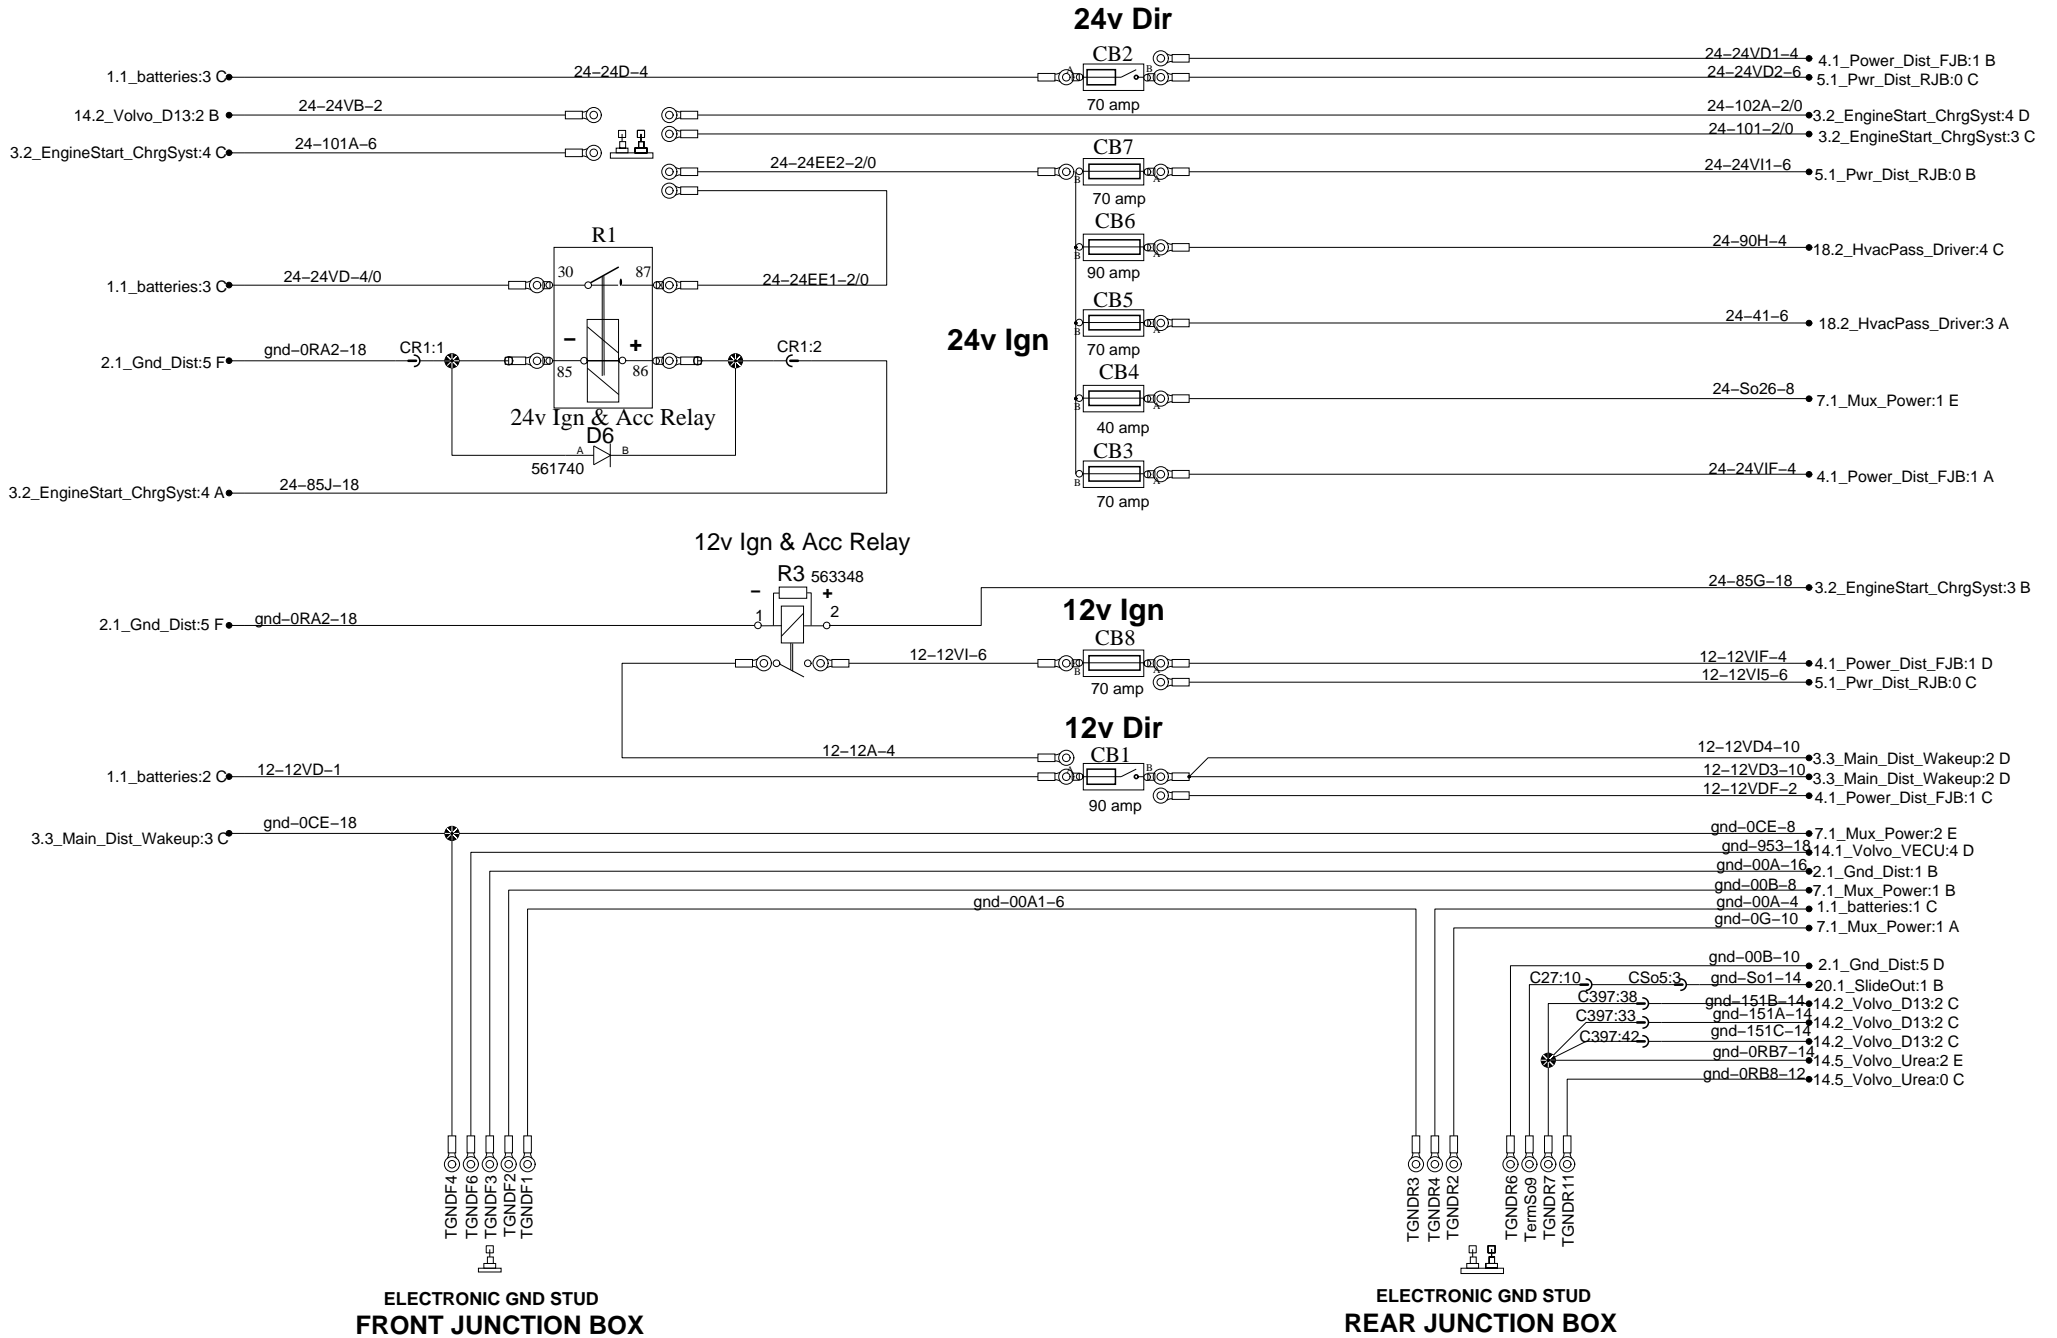 24v Dir
CB2
24-24VD1-4
4.1_Power_Dist_FJB:1 B
1.1_batteries:3 C
24-24D-4
A
B
24-24VD2-6
5.1_Pwr_Dist_RJB:0 C
70 amp
14.2_Volvo_D13:2 B
24-24VB-2
24-102A-2/0
3.2_EngineStart_ChrgSyst:4 D
24-101-2/0
3.2_EngineStart_ChrgSyst:3 C
3.2_EngineStart_ChrgSyst:4 C
24-101A-6
CB7
24-24EE2-2/0
B
A
24-24VI1-6
5.1_Pwr_Dist_RJB:0 B
70 amp
CB6
B
A
24-90H-4
18.2_HvacPass_Driver:4 C
90 amp
R1
1.1_batteries:3 C
24-24VD-4/0
30
87
24-24EE1-2/0
CB5
B
A
24-41-6
18.2_HvacPass_Driver:3 A
70 amp
24v Ign
2.1_Gnd_Dist:5 F
gnd-0RA2-18
CR1:1
–
+
85
86
CR1:2
CB4
B
A
24-So26-8
7.1_Mux_Power:1 E
40 amp
24v Ign & Acc Relay
D6
A
B
561740
CB3
B
A
24-24VIF-4
4.1_Power_Dist_FJB:1 A
70 amp
3.2_EngineStart_ChrgSyst:4 A
24-85J-18
12v Ign & Acc Relay
R3
563348
–
+
1
2
24-85G-18
3.2_EngineStart_ChrgSyst:3 B
2.1_Gnd_Dist:5 F
gnd-0RA2-18
12v Ign
CB8
12-12VI-6
B
A
12-12VIF-4
4.1_Power_Dist_FJB:1 D
12-12VI5-6
5.1_Pwr_Dist_RJB:0 C
70 amp
12v Dir
12-12A-4
CB1
12-12VD4-10
3.3_Main_Dist_Wakeup:2 D
1.1_batteries:2 C
12-12VD-1
A
B
12-12VD3-10
3.3_Main_Dist_Wakeup:2 D
90 amp
12-12VDF-2
4.1_Power_Dist_FJB:1 C
3.3_Main_Dist_Wakeup:3 C
gnd-0CE-18
gnd-0CE-8
7.1_Mux_Power:2 E
gnd-953-18
14.1_Volvo_VECU:4 D
gnd-00A-16
2.1_Gnd_Dist:1 B
gnd-00B-8
7.1_Mux_Power:1 B
gnd-00A1-6
gnd-00A-4
1.1_batteries:1 C
gnd-0G-10
7.1_Mux_Power:1 A
gnd-00B-10
2.1_Gnd_Dist:5 D
C27:10
CSo5:3
gnd-So1-14
20.1_SlideOut:1 B
C397:38
gnd-151B-14
14.2_Volvo_D13:2 C
C397:33
gnd-151A-14
14.2_Volvo_D13:2 C
C397:42
gnd-151C-14
14.2_Volvo_D13:2 C
gnd-0RB7-14
14.5_Volvo_Urea:2 E
gnd-0RB8-12
14.5_Volvo_Urea:0 C
TGNDF4
TGNDF6
TGNDF3
TGNDF2
TGNDF1
TGNDR3
TGNDR4
TGNDR2
TGNDR6
TermSo9
TGNDR7
TGNDR11
ELECTRONIC GND STUD
FRONT JUNCTION BOX
ELECTRONIC GND STUD
REAR JUNCTION BOX